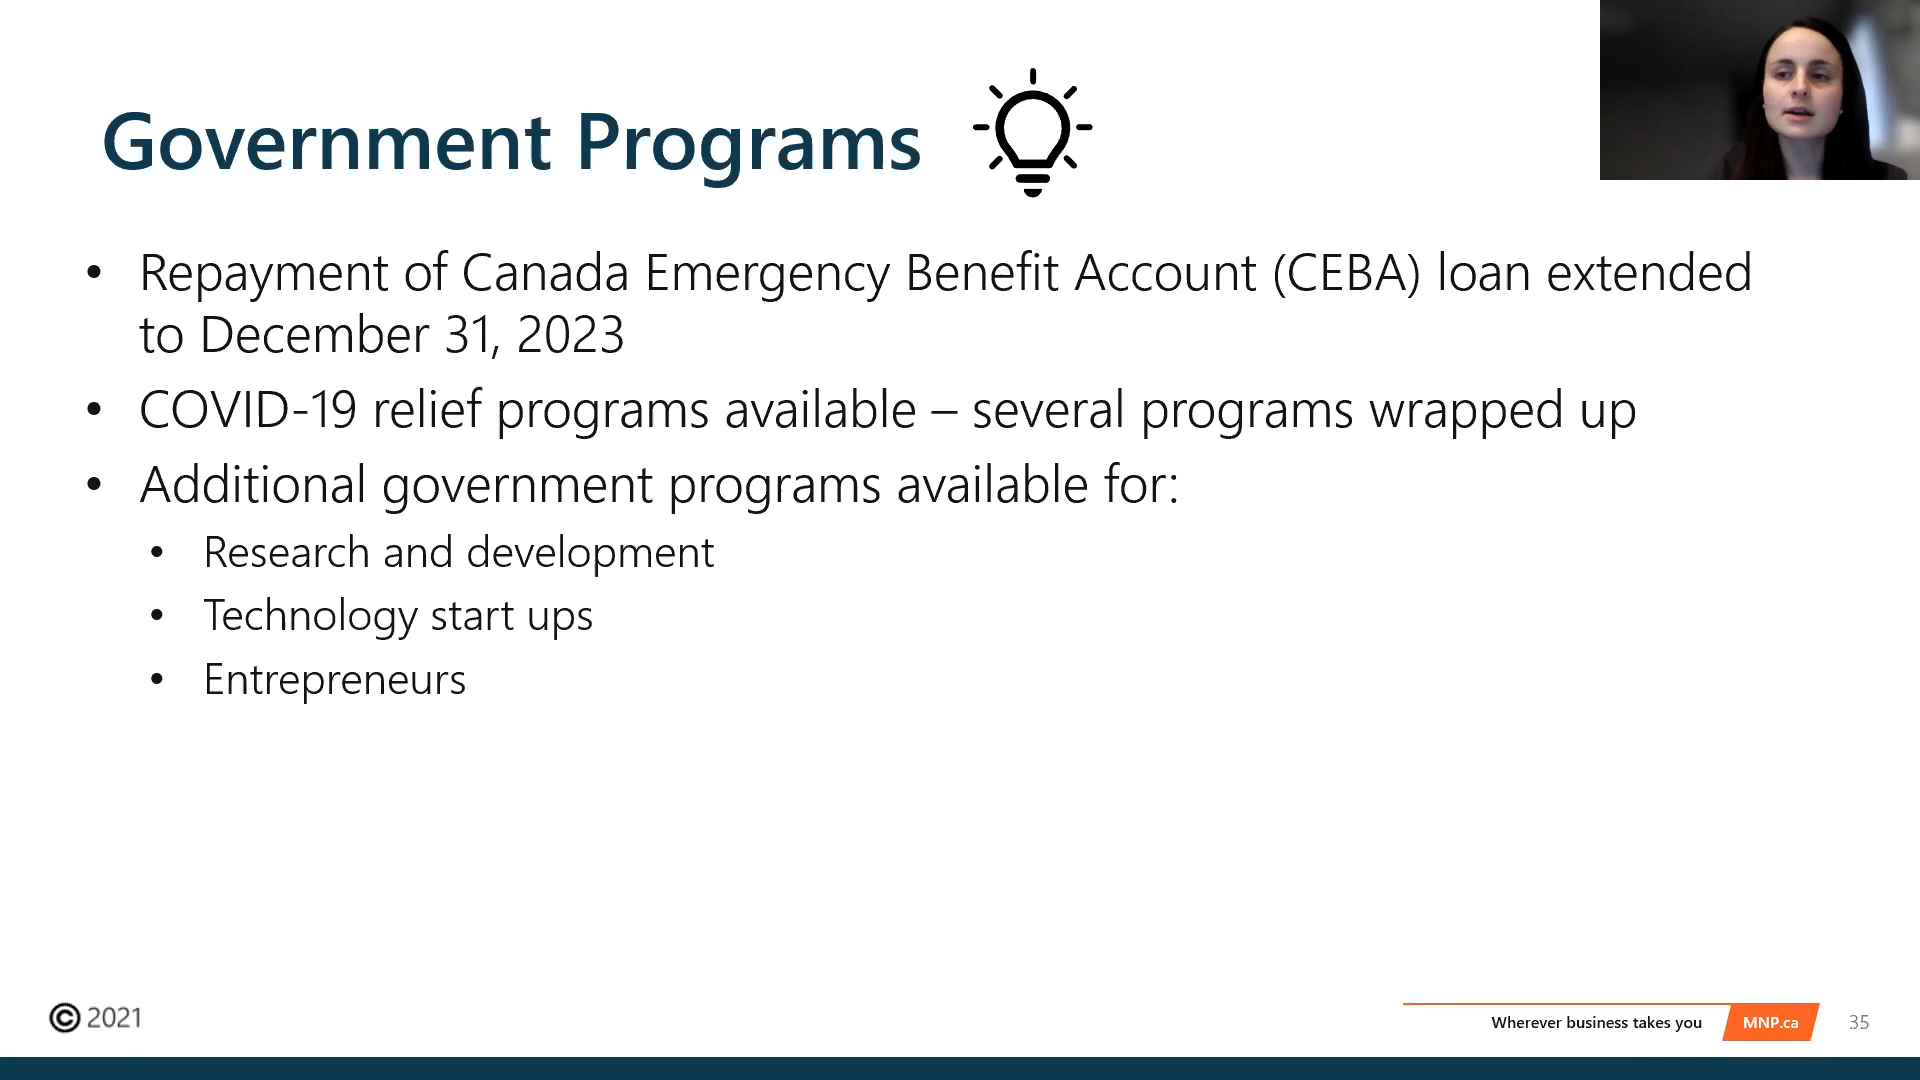 Government Programs
• Repayment of Canada Emergency Benefit Account (CEBA) loan extended
to December 31, 2023
• COVID-19 relief programs available – several programs wrapped up
• Additional government programs available for:
• Research and development
• Technology start ups
• Entrepreneurs
© 2021
Wherever business takes you
MNP.ca
35